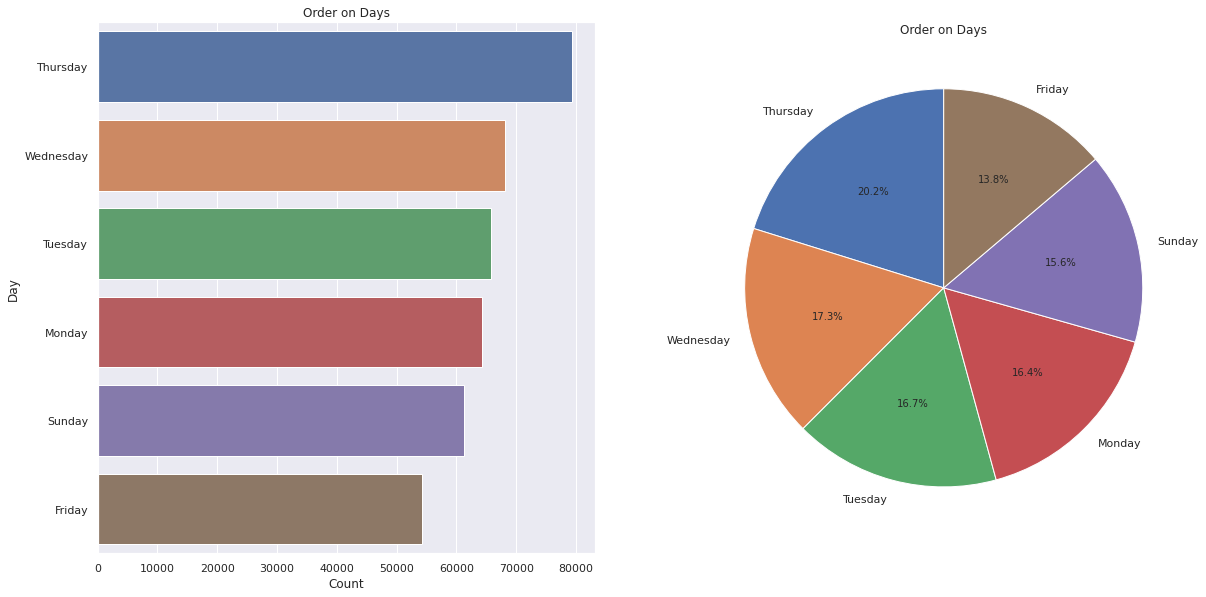 Order on Days
Thursday
Wednesday
Tuesday
Monday
Sunday
Friday
Day
0 10000 20000 30000 40000 50000 60000 70000 80000
Count
Order on Days
Friday
Thursday
13.8%
20.2%
Sunday
15.6%
17.3%
Wednesday
16.4%
16.7%
Monday
Tuesday